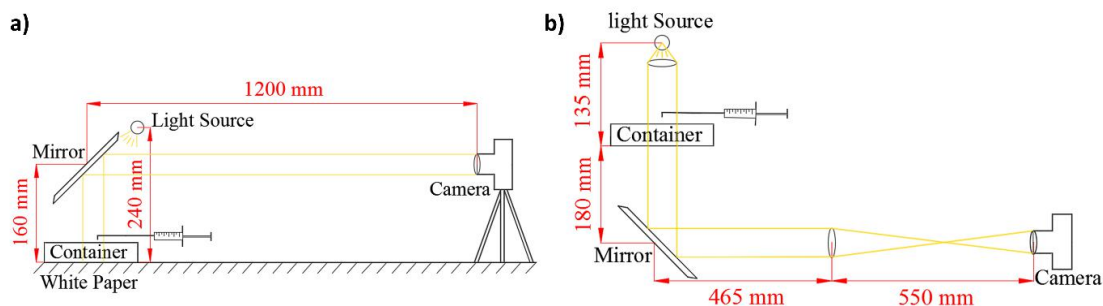 a)
1200 mm
Light Source
Mirror
160 mm
240 mm
Camera
Container
White Paper
b)
light Source
135 mm
Container
180 mm
Mirror
Camera
465 mm
550 mm